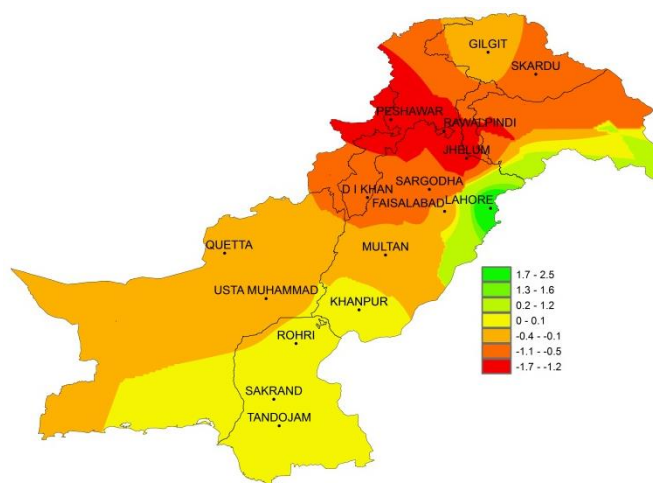 GILGIT
SKARDU
PESHAWAR
RAWALPINDI
JHBLUM
SARGODHA
D I KHAN
FAISALABAD
LAHORE
QUETTA
MULTAN
USTA MUHAMMAD
KHANPUR
ROHRI
SAKRAND
TANDOJAM
1.7 - 2.5
1.3 - 1.6
0.2 - 1.2
0 - 0.1
-0.4 - -0.1
-1.1 - -0.5
-1.7 - -1.2